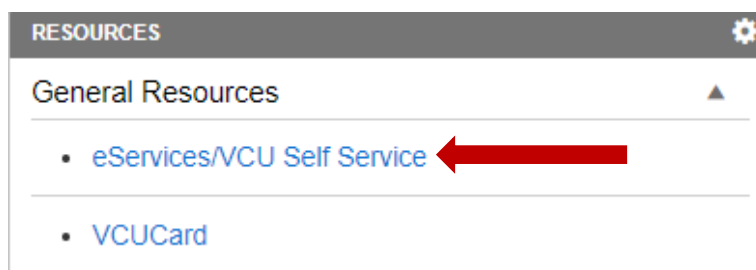 RESOURCES
General Resources
eServices/VCU Self Service
VCUCard